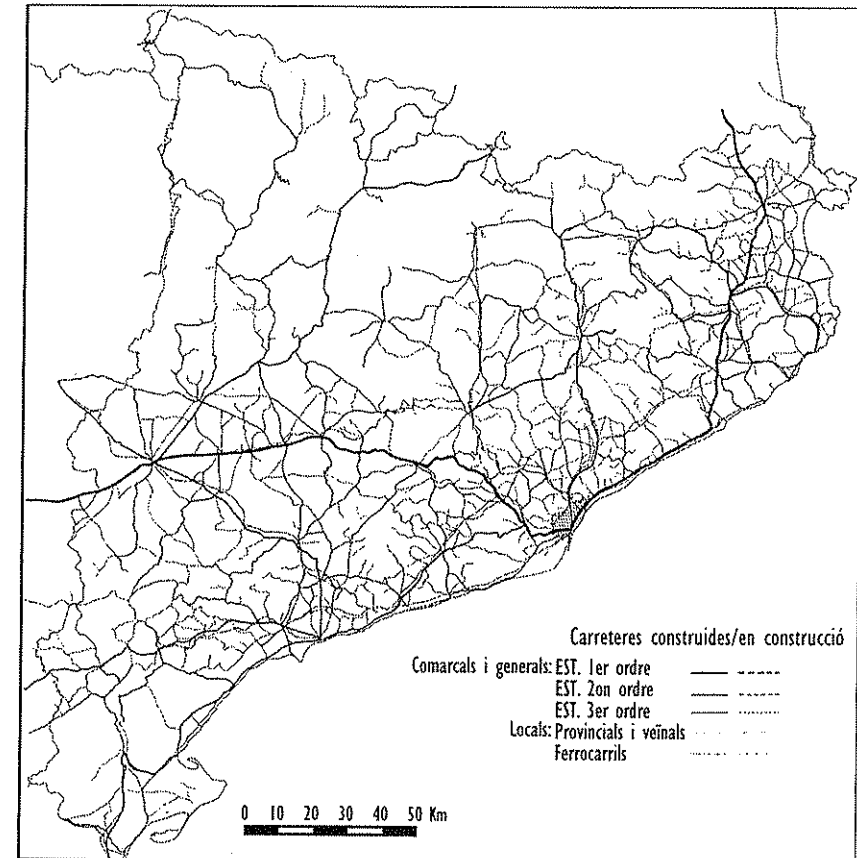 Carreteres construides/en construcció
Comarcals i generals: EST. 1er ordre
EST. 2on ordre
EST. 3er ordre
Locals: Provincials i veïnals
Ferrocarrils
0 10 20 30 40 50 Km